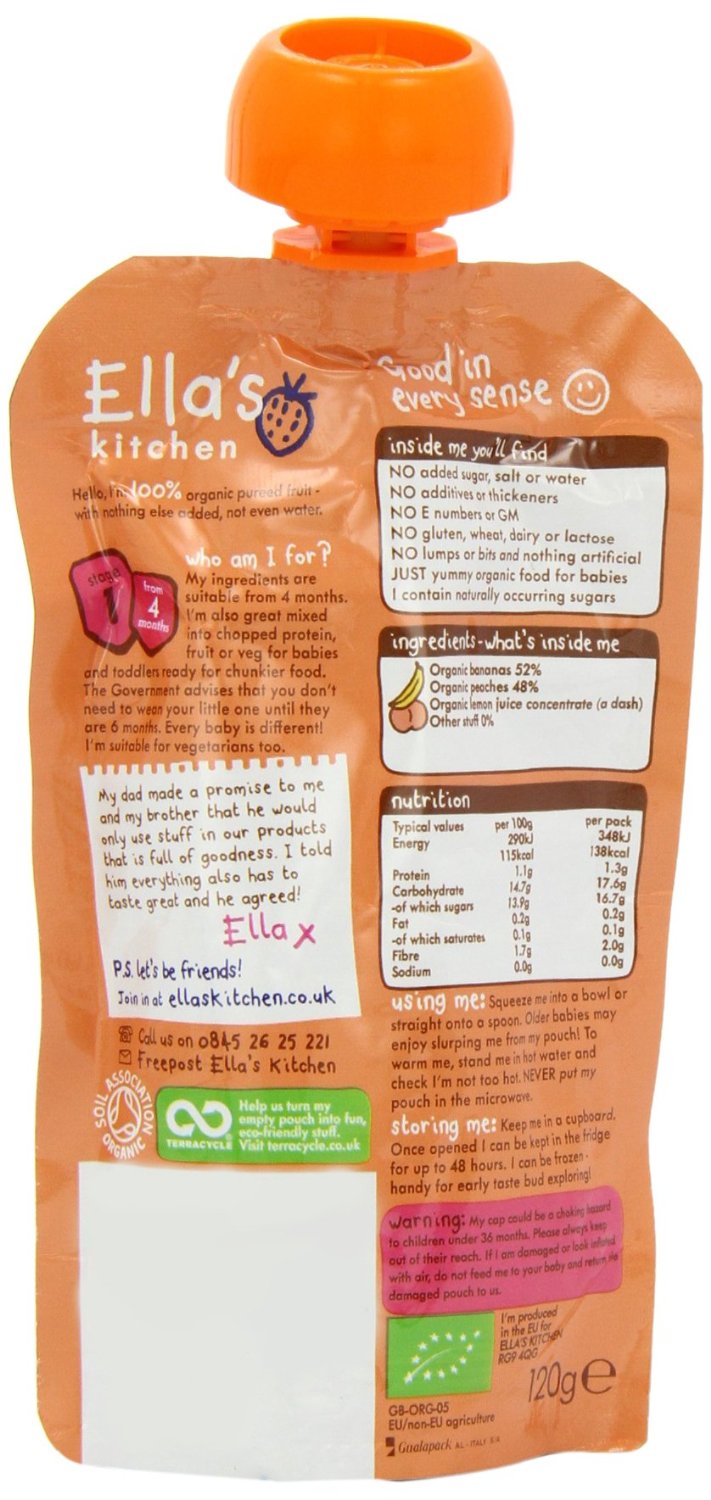 Ella's
kitchen
Hello, I'm 100% organic pureed fruit -
with nothing else added, not even water.
stage
1
from
4
months
who am I for?
My ingredients are
suitable from 4 months.
I'm also great mixed
into chopped protein,
fruit or veg for babies
and toddlers ready for chunkier food.
The Government advises that you don't
need to wean your little one until they
are 6 months. Every baby is different!
I'm suitable for vegetarians too.
My dad made a promise to me
and my brother that he would
only use stuff in our products
that is full of goodness. I told
him everything also has to
taste great and he agreed!
Ella x
P.S. let's be friends!
Join in at ellaskitchen.co.uk
Call us on 0845 26 25 221
Freepost Ella's Kitchen
SOIL ASSOCIATION
ORGANIC
TERRACYCLE
Help us turn my
empty pouch into fun,
eco-friendly stuff.
Visit terracycle.co.uk
Good in
every sense
inside me you'll find
NO added sugar, salt or water
NO additives or thickeners
NO E numbers or GM
NO gluten, wheat, dairy or lactose
NO lumps or bits and nothing artificial
JUST yummy organic food for babies
I contain naturally occurring sugars
ingredients-what's inside me
Organic bananas 52%
Organic peaches 48%
Organic lemon juice concentrate (a dash)
Other stuff 0%
nutrition
Typical values per 100g per pack
Energy 290kJ 348kJ
115kcal 138kcal
Protein 1.1g 1.3g
Carbohydrate 14.7g 17.6g
-of which sugars 13.9g 16.7g
Fat 0.2g 0.2g
-of which saturates 0.1g 0.1g
Fibre 1.7g 2.0g
Sodium 0.0g 0.0g
using me: Squeeze me into a bowl or
straight onto a spoon. Older babies may
enjoy slurping me from my pouch! To
warm me, stand me in hot water and
check I'm not too hot. NEVER put my
pouch in the microwave.
storing me: Keep me in a cupboard.
Once opened I can be kept in the fridge
for up to 48 hours. I can be frozen -
handy for early taste bud exploring!
warning: My cap could be a choking hazard
to children under 36 months. Please always keep
out of their reach. If I am damaged or look inflated
with air, do not feed me to your baby and return the
damaged pouch to us.
I'm produced
in the EU for
ELLA'S KITCHEN
RG9 4QG
120g e
GB-ORG-05
EU/non-EU agriculture
Gualapack AL - ITALY